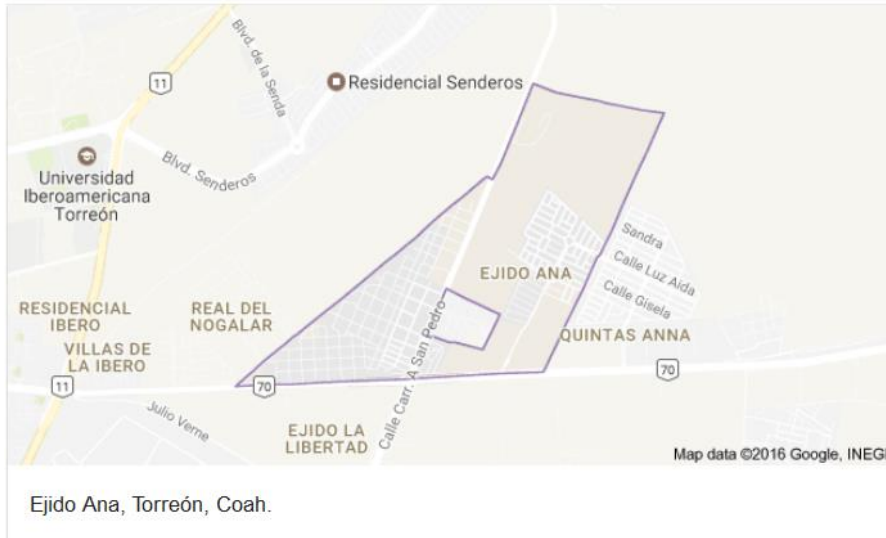 11
Blvd. de la Senda
Residencial Senderos
Blvd. Senderos
Universidad
Iberoamericana
Torreón
Sandra
Calle Luz Aida
Calle Gisela
EJIDO ANA
RESIDENCIAL
IBERO
REAL DEL
NOGALAR
VILLAS DE
LA IBERO
QUINTAS ANNA
Calle Carr. A San Pedro
11
70
70
Julio Verne
EJIDO LA
LIBERTAD
Map data ©2016 Google, INEGI
Ejido Ana, Torreón, Coah.